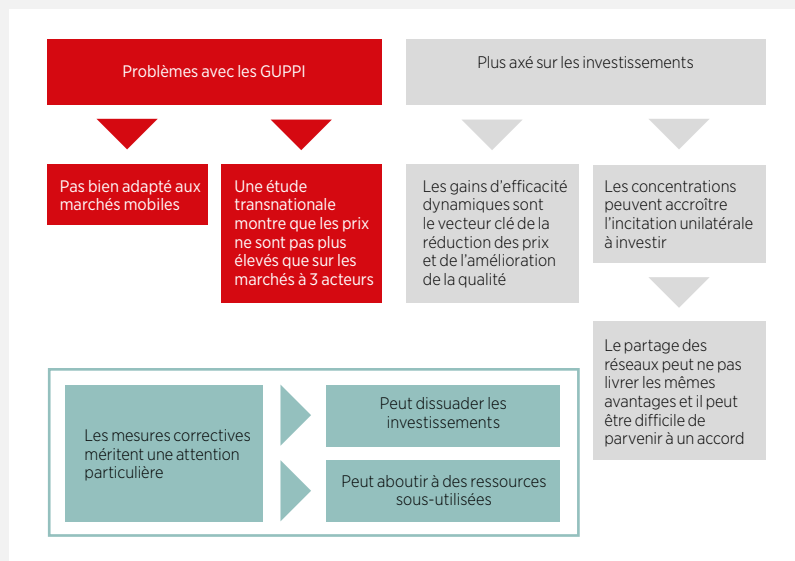 Problèmes avec les GUPPI
Plus axé sur les investissements
Pas bien adapté aux
marchés mobiles
Une étude
transnationale
montre que les prix
ne sont pas plus
élevés que sur les
marchés à 3 acteurs
Les gains d’efficacité
dynamiques sont
le vecteur clé de la
réduction des prix
et de l’amélioration
de la qualité
Les concentrations
peuvent accroître
l’incitation unilatérale
à investir
Le partage des
réseaux peut ne pas
livrer les mêmes
avantages et il peut
être difficile de
parvenir à un accord
Les mesures correctives
méritent une attention
particulière
Peut dissuader les
investissements
Peut aboutir à des ressources
sous-utilisées